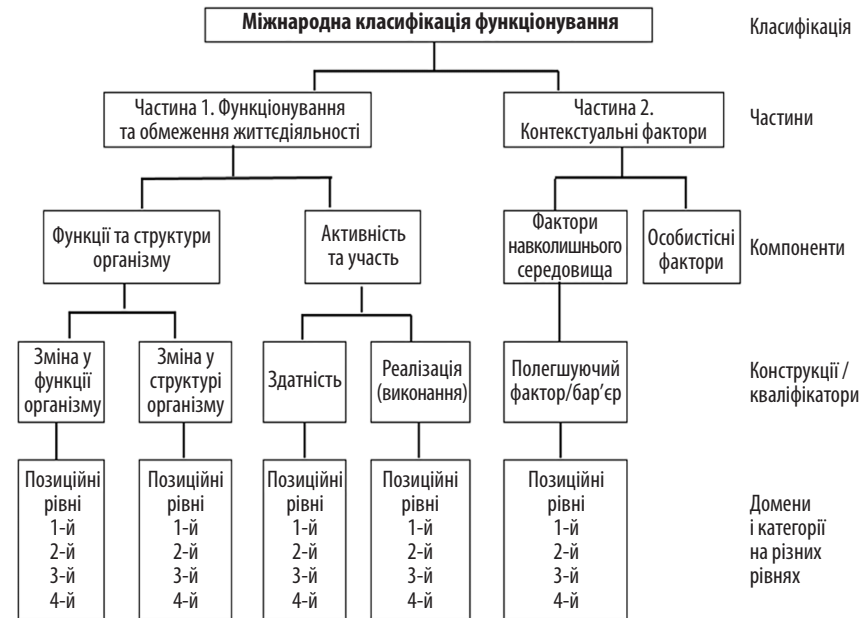 Міжнародна класифікація функціонування
Класифікація
Частина 1. Функціонування
та обмеження життєдіяльності
Частина 2.
Контекстуальні фактори
Частини
Функції та структури
організму
Активність
та участь
Фактори
навколишнього
середовища
Особистісні
фактори
Компоненти
Зміна у
функції
організму
Зміна у
структурі
організму
Здатність
Реалізація
(виконання)
Полегшуючий
фактор/бар’єр
Конструкції /
кваліфікатори
Позиційні
рівні
1-й
2-й
3-й
4-й
Позиційні
рівні
1-й
2-й
3-й
4-й
Позиційні
рівні
1-й
2-й
3-й
4-й
Позиційні
рівні
1-й
2-й
3-й
4-й
Позиційні
рівні
1-й
2-й
3-й
4-й
Домени
і категорії
на різних
рівнях